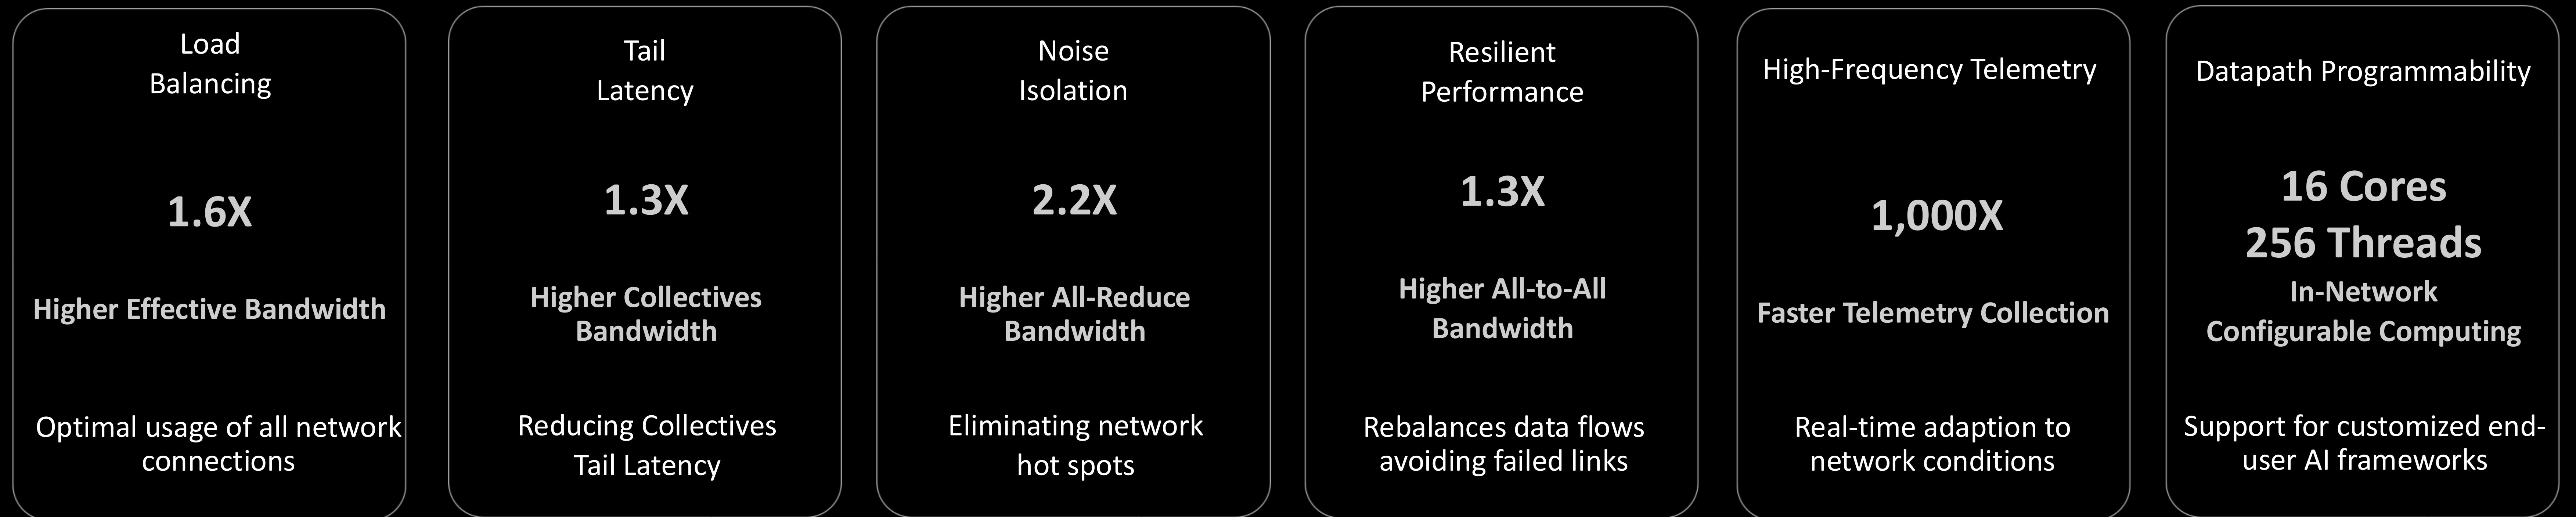 Load
Balancing
1.6X
Higher Effective Bandwidth
Optimal usage of all network
connections
Tail
Latency
1.3X
Higher Collectives
Bandwidth
Reducing Collectives
Tail Latency
Noise
Isolation
2.2X
Higher All-Reduce
Bandwidth
Eliminating network
hot spots
Resilient
Performance
1.3X
Higher All-to-All
Bandwidth
Rebalances data flows
avoiding failed links
High-Frequency Telemetry
1,000X
Faster Telemetry Collection
Real-time adaption to
network conditions
Datapath Programmability
16 Cores
256 Threads
In-Network
Configurable Computing
Support for customized end-
user AI frameworks